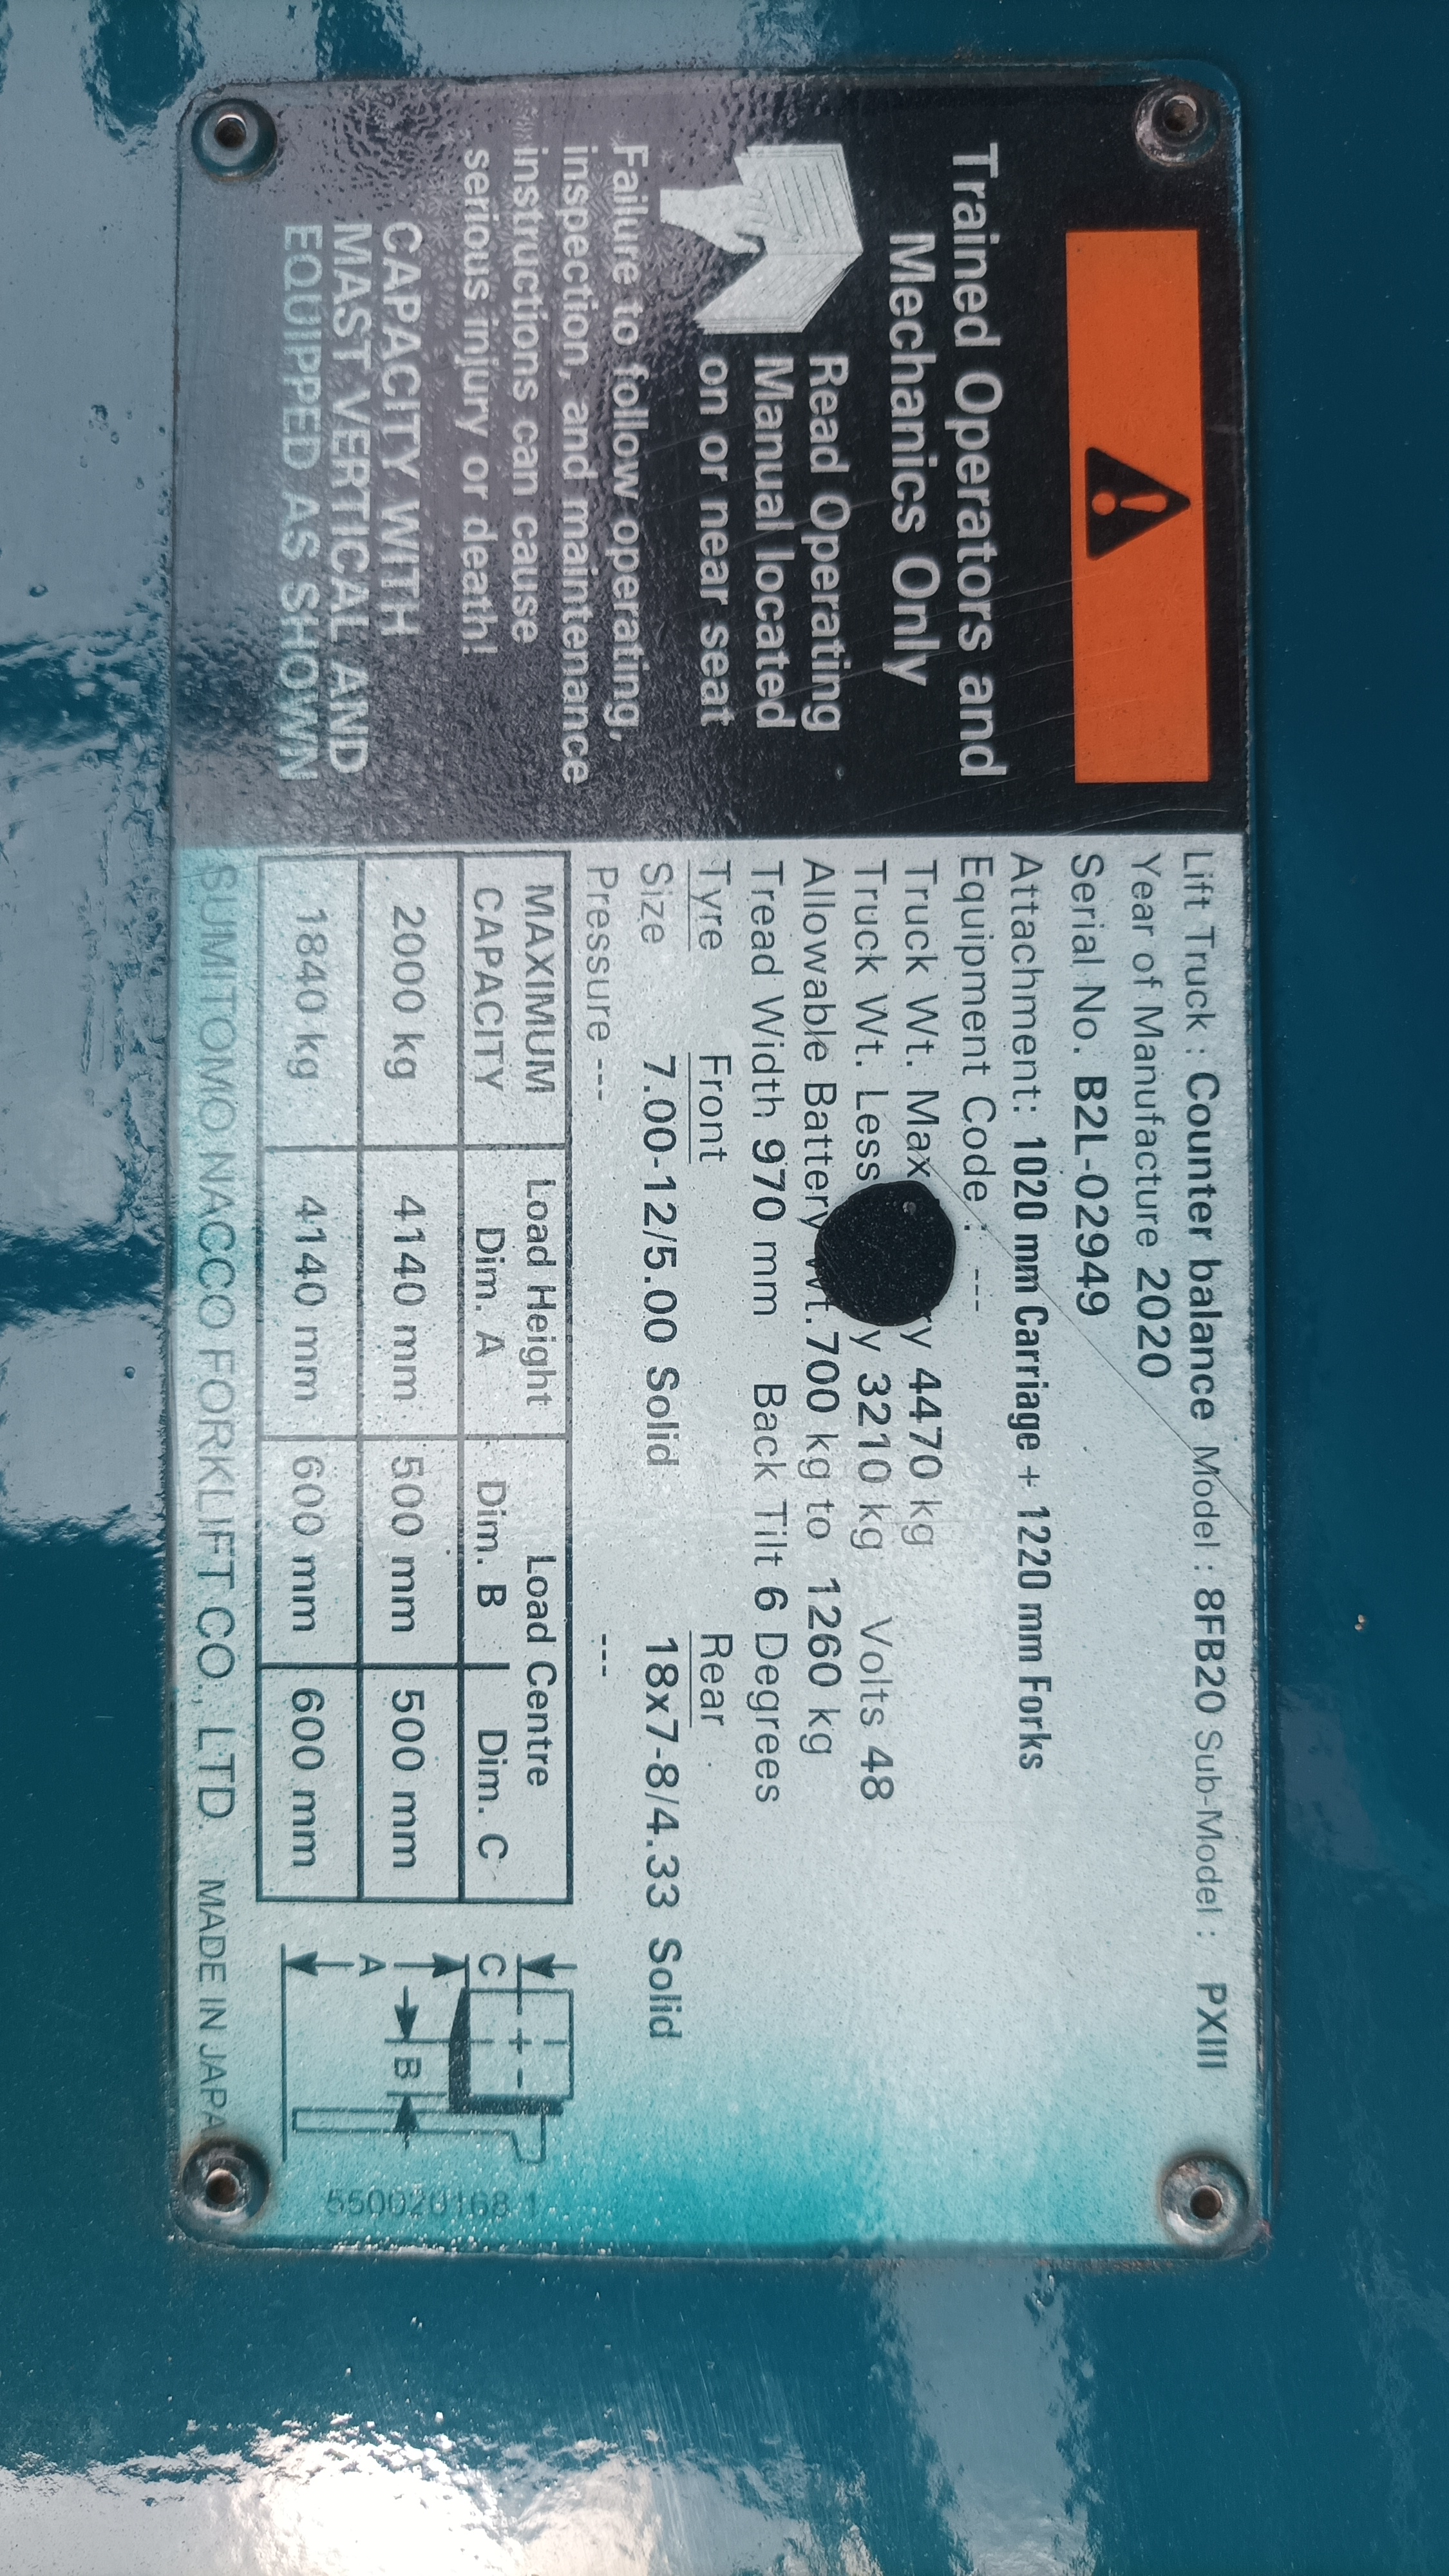 Trained Operators and
Mechanics Only
Read Operating
Manual located
on or near seat
Failure to follow operating,
inspection, and maintenance
instructions can cause
serious injury or death!
CAPACITY WITH
MAST VERTICAL AND
EQUIPPED AS SHOWN
Lift Truck : Counter balance Model : 8FB20 Sub-Model : PXIII
Year of Manufacture 2020
Serial No. B2L-02949
Attachment: 1020 mm Carriage + 1220 mm Forks
Equipment Code : ---
Truck Wt. Max 4470 kg
Truck Wt. Less 3210 kg Volts 48
Allowable Battery Wt. 700 kg to 1260 kg
Tread Width 970 mm Back Tilt 6 Degrees
Tyre Front Rear
Size 7.00-12/5.00 Solid 18x7-8/4.33 Solid
Pressure --- ---
MAXIMUM Load Height Load Centre
CAPACITY Dim. A Dim. B Dim. C
2000 kg 4140 mm 500 mm 500 mm
1840 kg 4140 mm 600 mm 600 mm
C
A
B
SUMITOMO NACCO FORKLIFT CO., LTD. MADE IN JAPA
550020168 1